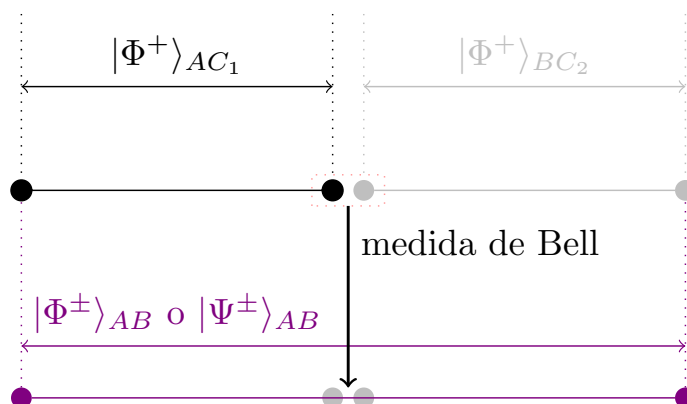 |Φ⁺⟩_{AC₁} |Φ⁺⟩_{BC₂}
medida de Bell
|Φ^±⟩_{AB} o |Ψ^±⟩_{AB}